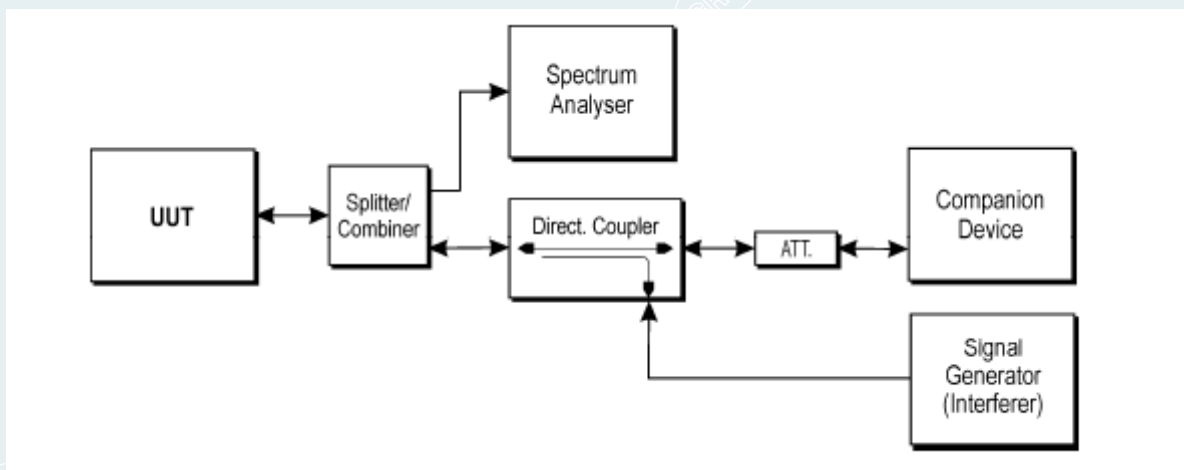 Spectrum
Analyser
UUT
Splitter/
Combiner
Direct. Coupler
ATT.
Companion
Device
Signal
Generator
(Interferer)